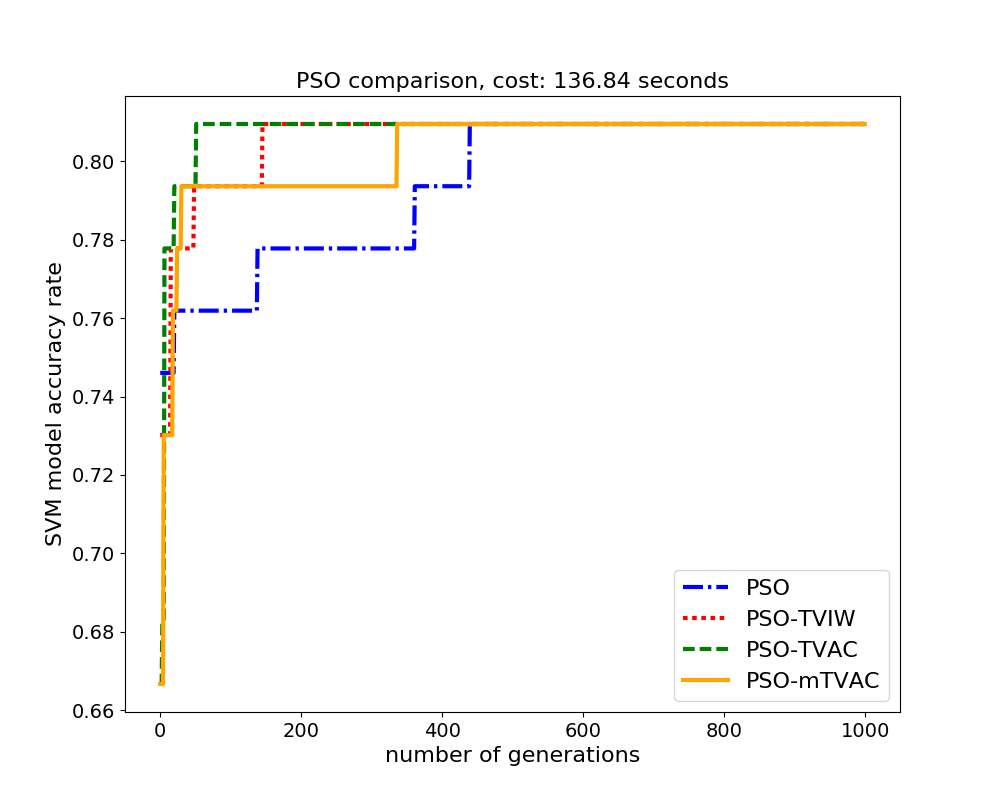 PSO comparison, cost: 136.84 seconds
SVM model accuracy rate
0.80
0.78
0.76
0.74
0.72
0.70
0.68
0.66
0 200 400 600 800 1000
number of generations
PSO
PSO-TVIW
PSO-TVAC
PSO-mTVAC